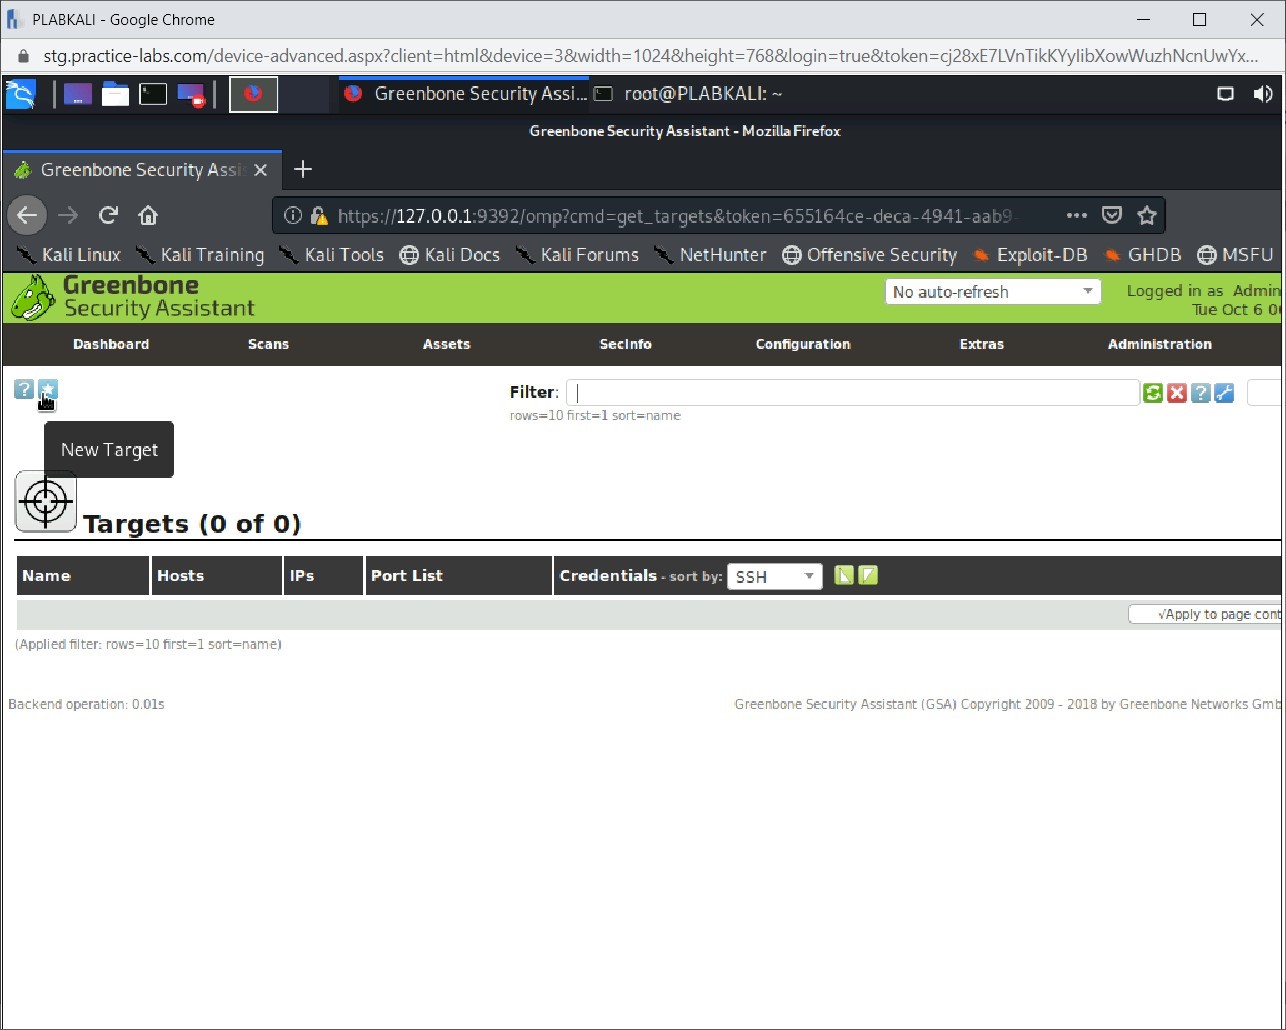 PLABKALI - Google Chrome
stg.practice-labs.com/device-advanced.aspx?client=html&device=3&width=1024&height=768&login=true&token=cj28xE7LVnTikKYylibXowWuzhNcnUwYx...
Greenbone Security Assi... root@PLABKALI: ~
Greenbone Security Assistant - Mozilla Firefox
Greenbone Security Assi
https://127.0.0.1:9392/omp?cmd=get_targets&token=655164ce-deca-4941-aab9-
Kali Linux Kali Training Kali Tools Kali Docs Kali Forums NetHunter Offensive Security Exploit-DB GHDB MSFU
Greenbone
Security Assistant
No auto-refresh
Logged in as Admin
Tue Oct 6 0
Dashboard Scans Assets SecInfo Configuration Extras Administration
Filter:
rows=10 first=1 sort=name
New Target
Targets (0 of 0)
Name Hosts IPs Port List Credentials - sort by: SSH
√Apply to page cont
(Applied filter: rows=10 first=1 sort=name)
Backend operation: 0.01s Greenbone Security Assistant (GSA) Copyright 2009 - 2018 by Greenbone Networks Gmb